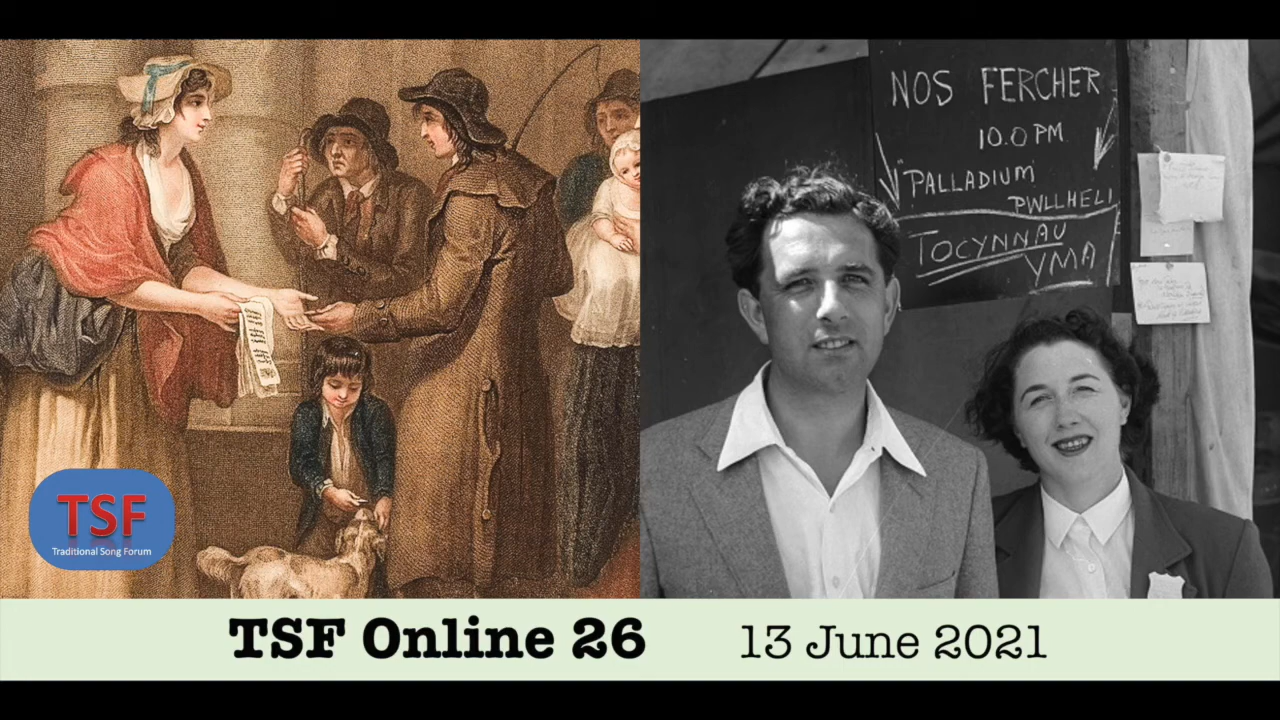 NOS FERCHER
10.0 PM
"PALLADIUM
PWLLHELI
TOCYNNAU
YMA
TSF
Traditional Song Forum
TSF Online 26
13 June 2021